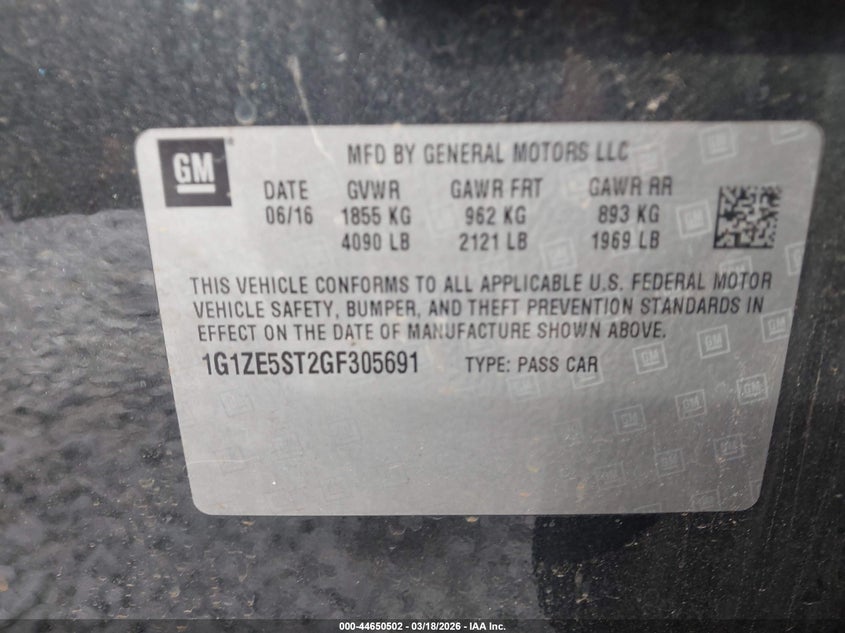 GM
MFD BY GENERAL MOTORS LLC
DATE GVWR GAWR FRT GAWR RR
06/16 1855 KG 962 KG 893 KG
4090 LB 2121 LB 1969 LB
THIS VEHICLE CONFORMS TO ALL APPLICABLE U.S. FEDERAL MOTOR
VEHICLE SAFETY, BUMPER, AND THEFT PREVENTION STANDARDS IN
EFFECT ON THE DATE OF MANUFACTURE SHOWN ABOVE.
1G1ZE5ST2GF305691 TYPE: PASS CAR
000-44650502 — 03/18/2026 — IAA Inc.